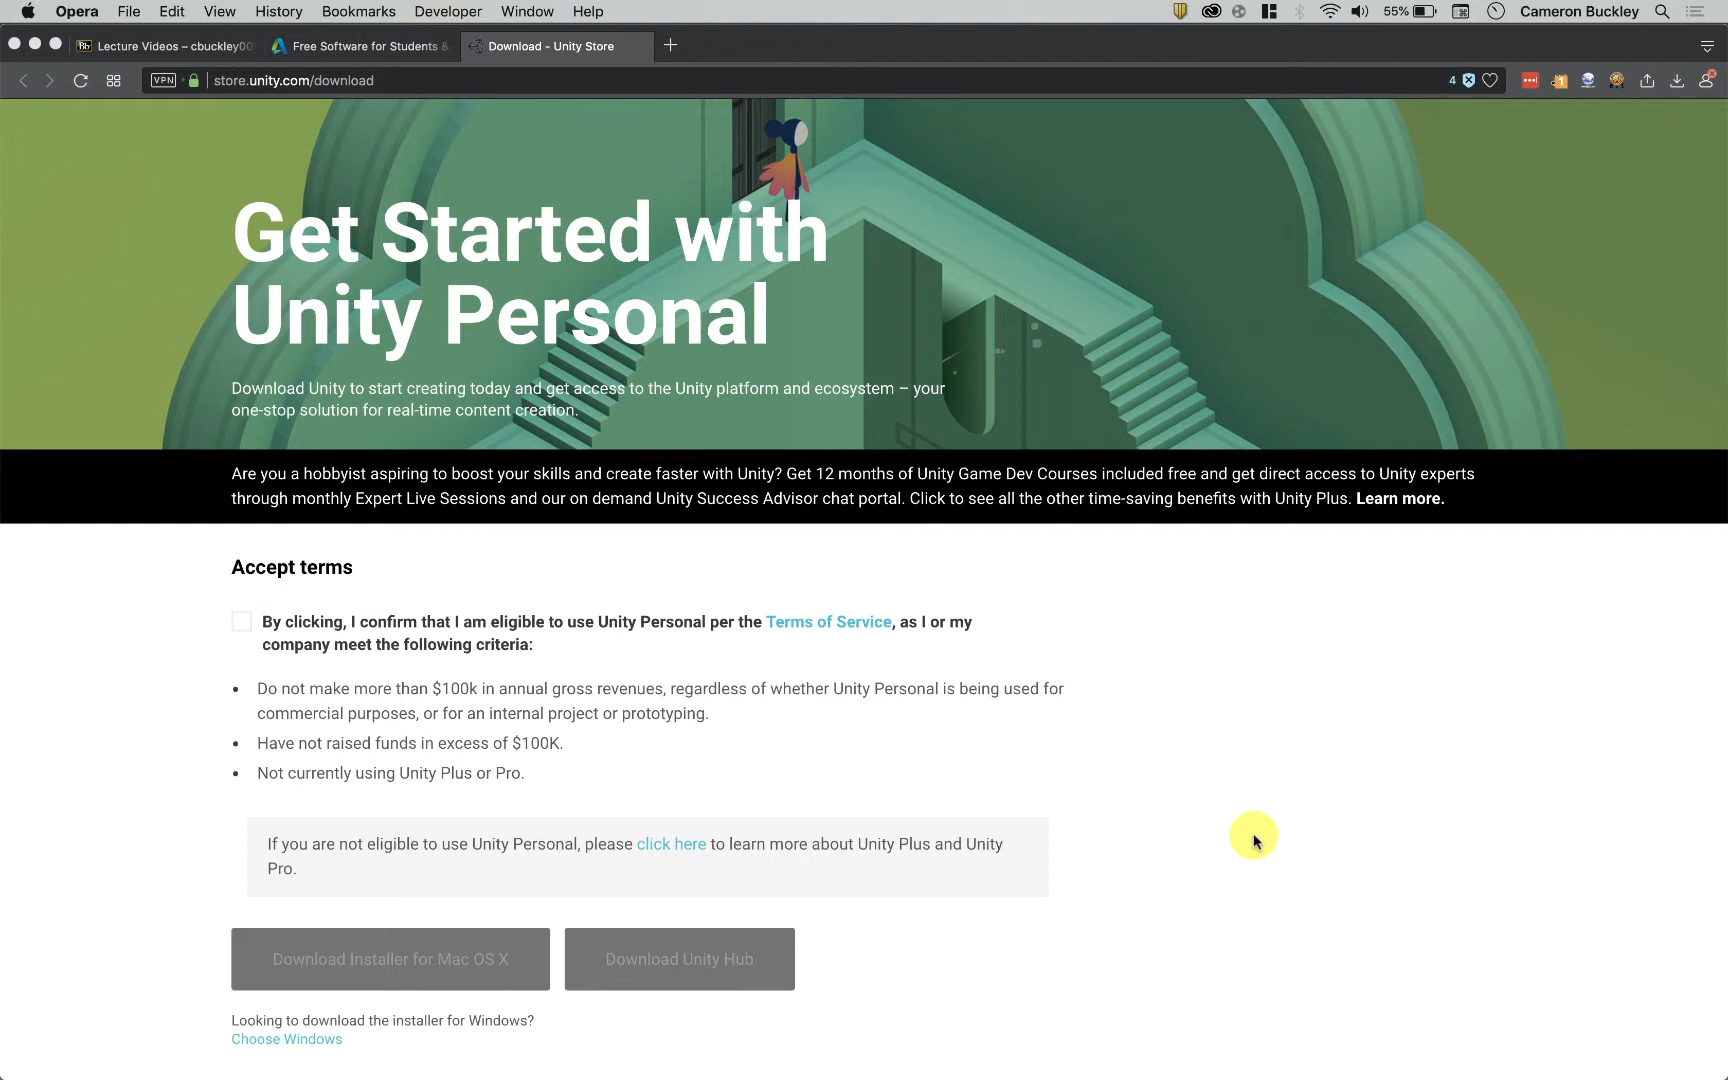 Opera File Edit View History Bookmarks Developer Window Help 55% Cameron Buckley
Bb Lecture Videos – cbuckley00 Free Software for Students & Download - Unity Store
VPN store.unity.com/download 4 1
Get Started with
Unity Personal
Download Unity to start creating today and get access to the Unity platform and ecosystem – your
one-stop solution for real-time content creation.
Are you a hobbyist aspiring to boost your skills and create faster with Unity? Get 12 months of Unity Game Dev Courses included free and get direct access to Unity experts
through monthly Expert Live Sessions and our on demand Unity Success Advisor chat portal. Click to see all the other time-saving benefits with Unity Plus. Learn more.
Accept terms
By clicking, I confirm that I am eligible to use Unity Personal per the Terms of Service, as I or my
company meet the following criteria:
• Do not make more than $100k in annual gross revenues, regardless of whether Unity Personal is being used for
commercial purposes, or for an internal project or prototyping.
• Have not raised funds in excess of $100K.
• Not currently using Unity Plus or Pro.
If you are not eligible to use Unity Personal, please click here to learn more about Unity Plus and Unity
Pro.
Download Installer for Mac OS X Download Unity Hub
Looking to download the installer for Windows?
Choose Windows